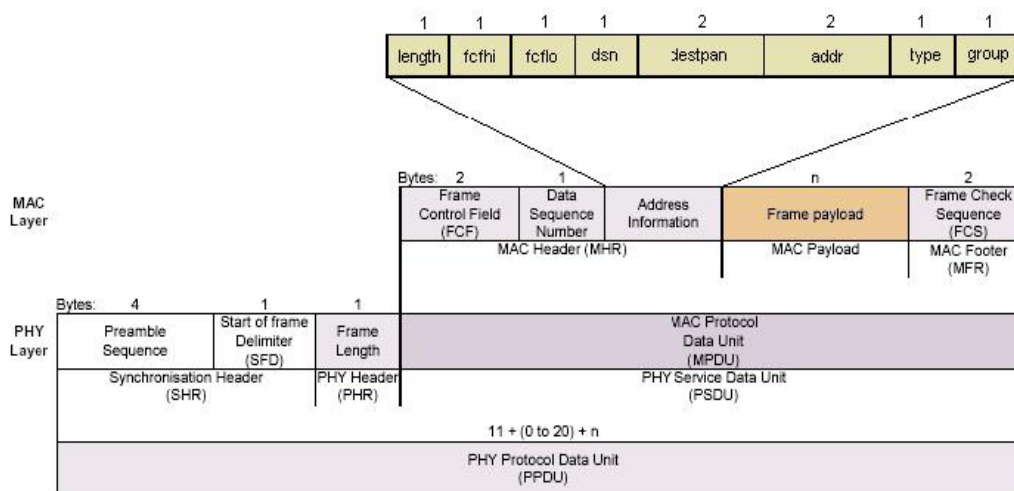 1 1 1 1 2 2 1 1
length fcfhi fcflo dsn destpan addr type group
Bytes: 2 1 n 2
MAC
Layer
Frame
Control Field
(FCF)
Data
Sequence
Number
Address
Information
Frame payload
Frame Check
Sequence
(FCS)
MAC Header (MHR)
MAC Payload
MAC Footer
(MFR)
Bytes: 4 1 1
PHY
Layer
Preamble
Sequence
Start of frame
Delimiter
(SFD)
Frame
Length
MAC Protocol
Data Unit
(MPDU)
Synchronisation Header
(SHR)
PHY Header
(PHR)
PHY Service Data Unit
(PSDU)
11 + (0 to 20) + n
PHY Protocol Data Unit
(PPDU)